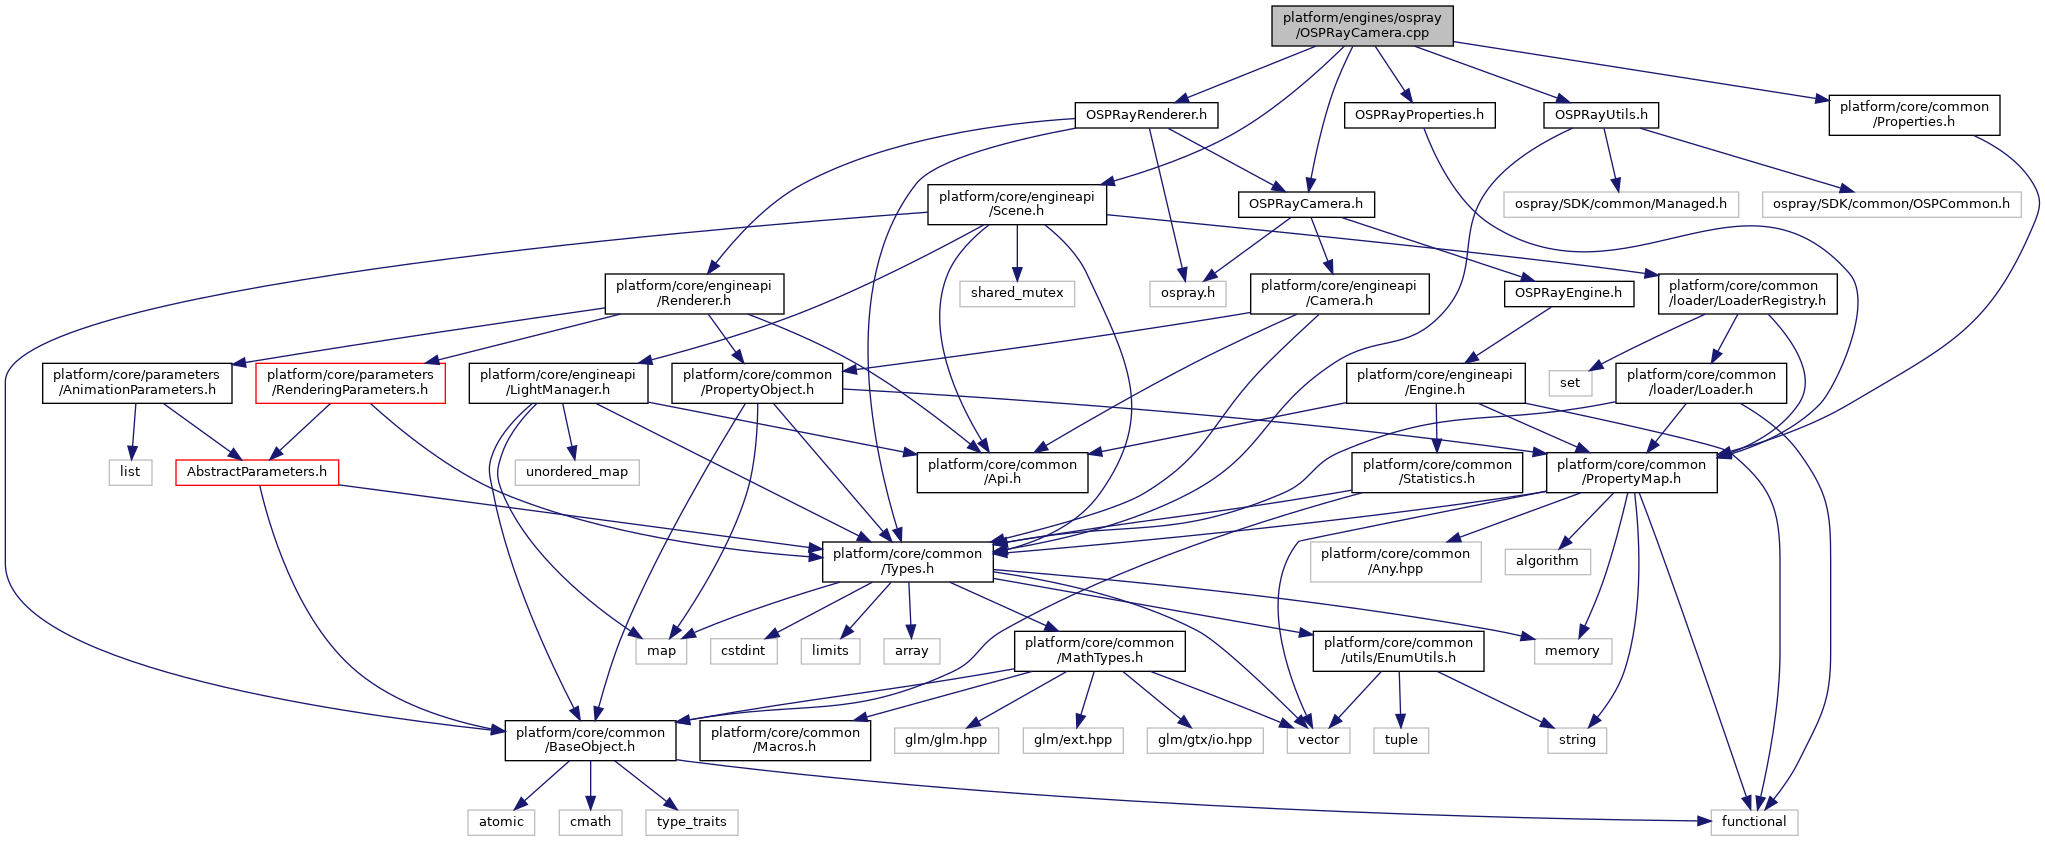 platform/engines/ospray
/OSPRayCamera.cpp
OSPRayRenderer.h
OSPRayProperties.h
OSPRayUtils.h
platform/core/common
/Properties.h
platform/core/engineapi
/Scene.h
OSPRayCamera.h
ospray/SDK/common/Managed.h
ospray/SDK/common/OSPCommon.h
platform/core/engineapi
/Renderer.h
shared_mutex
ospray.h
platform/core/engineapi
/Camera.h
OSPRayEngine.h
platform/core/common
/loader/LoaderRegistry.h
platform/core/parameters
/AnimationParameters.h
platform/core/parameters
/RenderingParameters.h
platform/core/engineapi
/LightManager.h
platform/core/common
/PropertyObject.h
platform/core/engineapi
/Engine.h
set
platform/core/common
/loader/Loader.h
list
AbstractParameters.h
unordered_map
platform/core/common
/Api.h
platform/core/common
/Statistics.h
platform/core/common
/PropertyMap.h
platform/core/common
/Types.h
platform/core/common
/Any.hpp
algorithm
map
cstdint
limits
array
platform/core/common
/MathTypes.h
platform/core/common
/utils/EnumUtils.h
memory
platform/core/common
/BaseObject.h
platform/core/common
/Macros.h
glm/glm.hpp
glm/ext.hpp
glm/gtx/io.hpp
vector
tuple
string
atomic
cmath
type_traits
functional